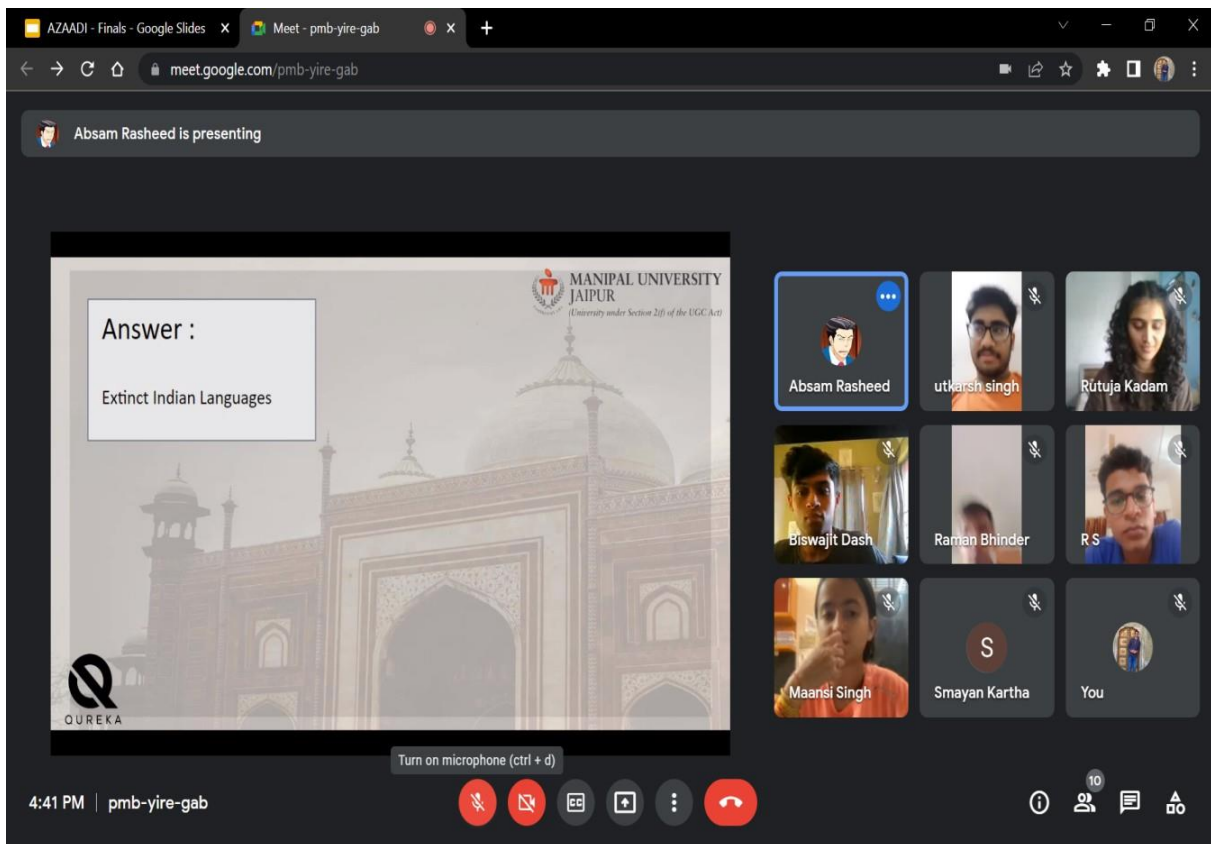 AZAADI - Finals - Google Slides
Meet - pmb-yire-gab
meet.google.com/pmb-yire-gab
Absam Rasheed is presenting
MANIPAL UNIVERSITY
JAIPUR
(University under Section 2(f) of the UGC Act)
Answer :
Extinct Indian Languages
QUREKA
Absam Rasheed
utkarsh singh
Rutuja Kadam
Biswajit Dash
Raman Bhinder
R S
Maansi Singh
S
Smayan Kartha
You
Turn on microphone (ctrl + d)
4:41 PM | pmb-yire-gab
CC
10